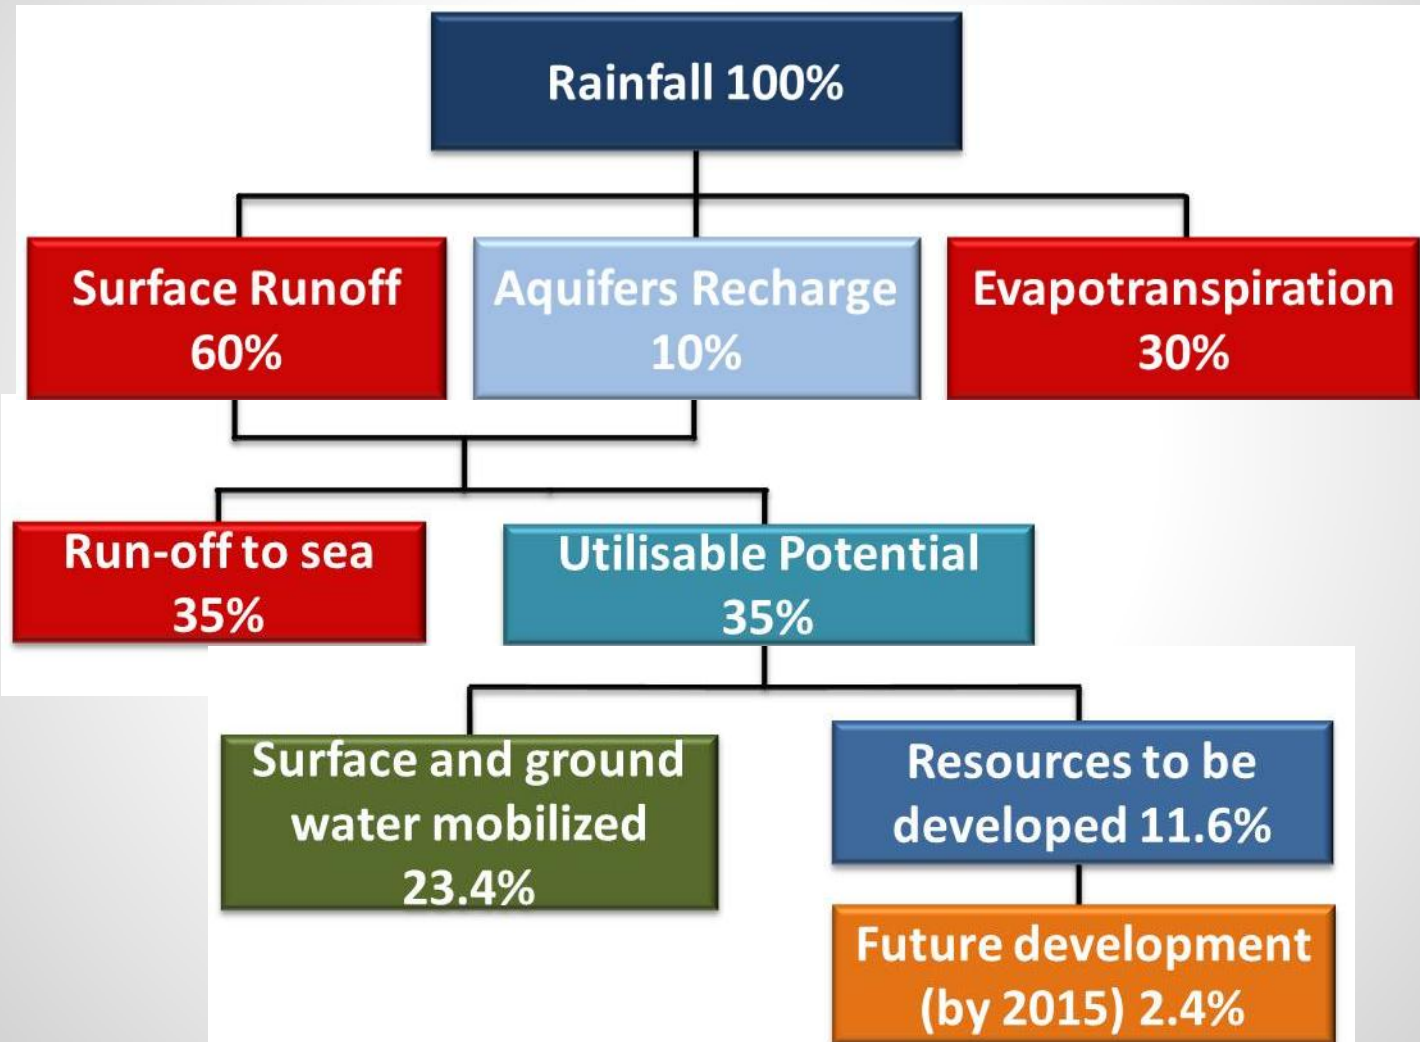 Rainfall 100%
Surface Runoff
60%
Aquifers Recharge
10%
Evapotranspiration
30%
Run-off to sea
35%
Utilisable Potential
35%
Surface and ground
water mobilized
23.4%
Resources to be
developed 11.6%
Future development
(by 2015) 2.4%